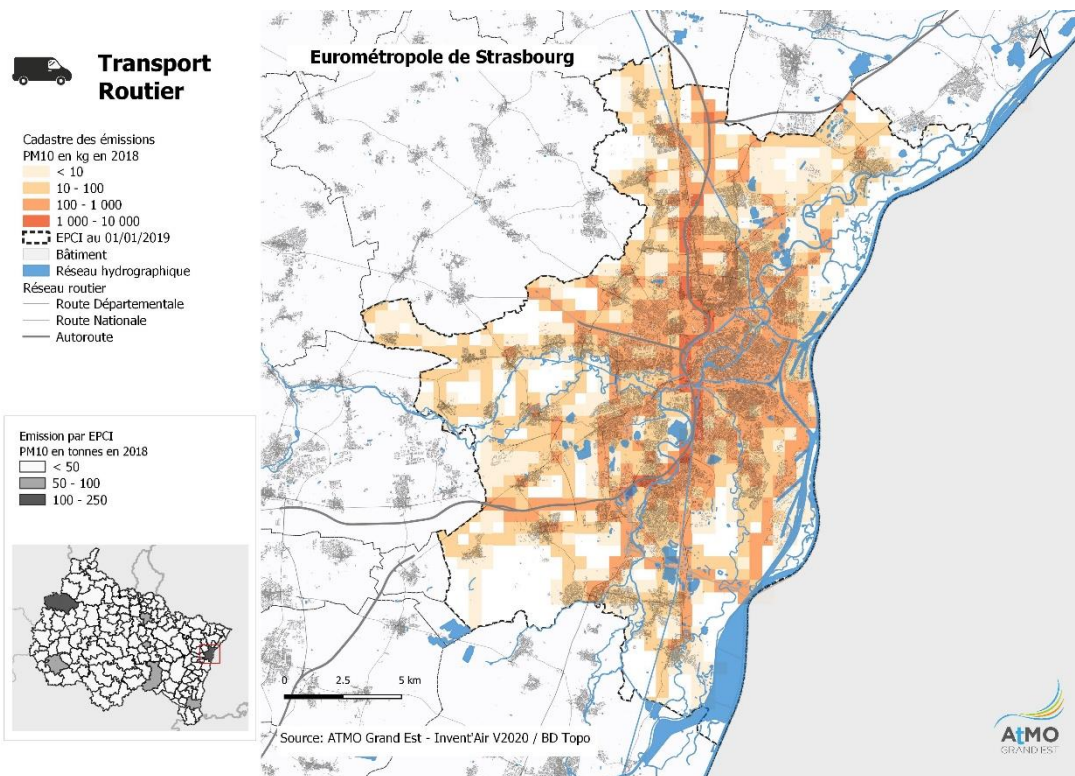 Transport
Routier
Cadastre des émissions
PM10 en kg en 2018
< 10
10 - 100
100 - 1 000
1 000 - 10 000
EPCI au 01/01/2019
Bâtiment
Réseau hydrographique
Réseau routier
Route Départementale
Route Nationale
Autoroute
Emission par EPCI
PM10 en tonnes en 2018
< 50
50 - 100
100 - 250
Eurométropole de Strasbourg
0 2.5 5 km
Source: ATMO Grand Est - Invent'Air V2020 / BD Topo
AtMO
GRAND EST